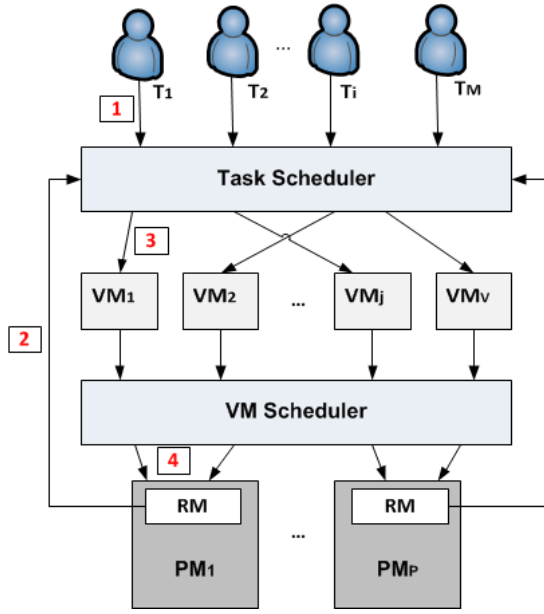 ...
T1 T2 Ti TM
1
Task Scheduler
3
VM1 VM2 ... VMj VMV
2
VM Scheduler
4
RM RM
...
PM1 PMP